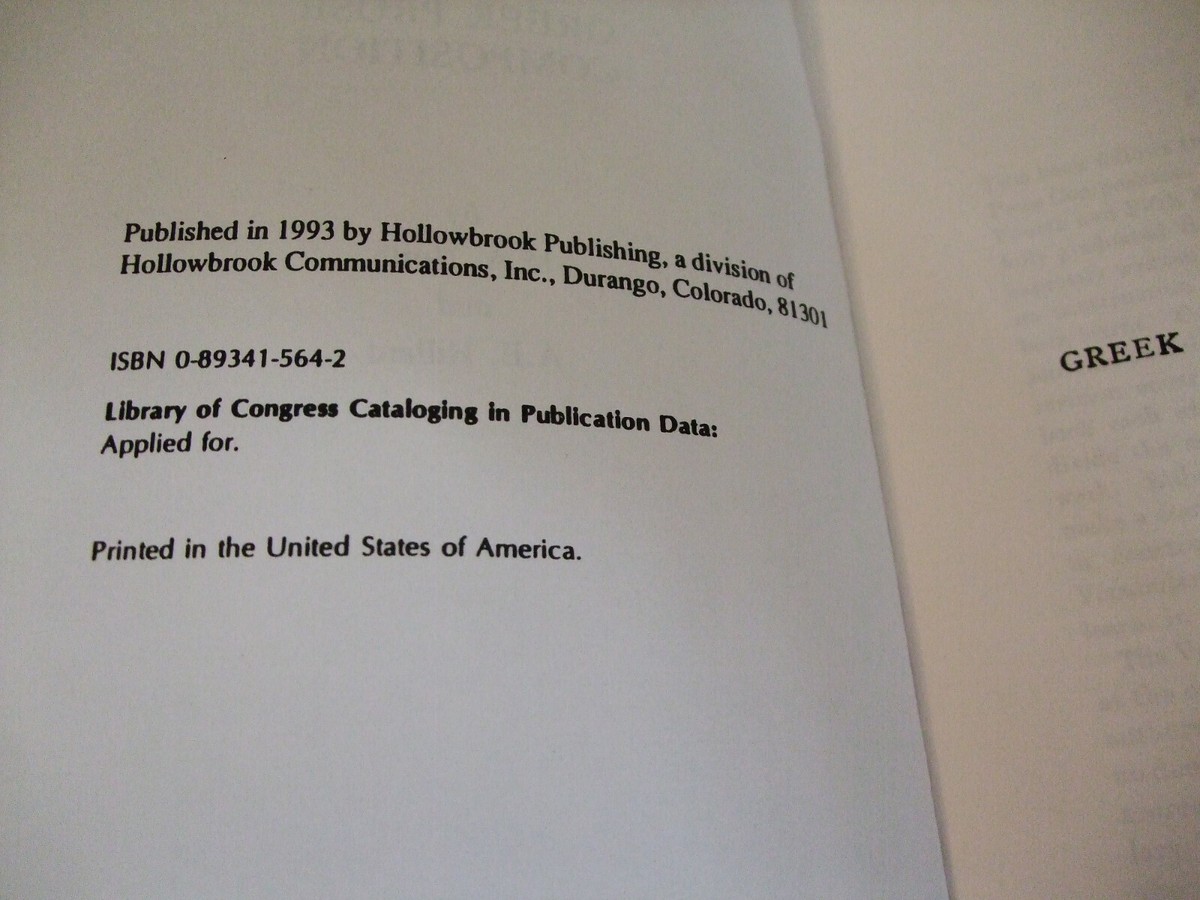 Published in 1993 by Hollowbrook Publishing, a division of
Hollowbrook Communications, Inc., Durango, Colorado, 81301
ISBN 0-89341-564-2
Library of Congress Cataloging in Publication Data:
Applied for.
Printed in the United States of America.
GREEK